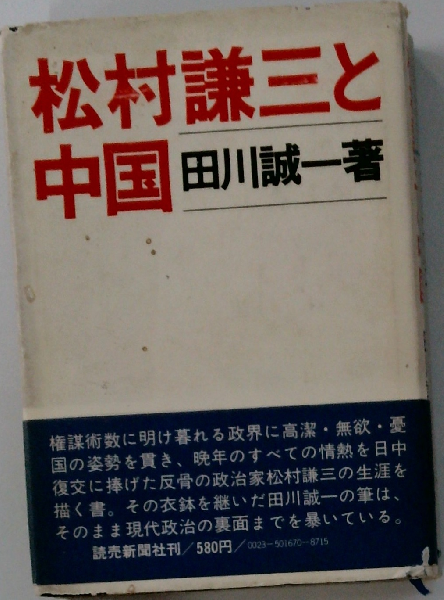 松村謙三と
中国 田川誠一著
権謀術数に明け暮れる政界に高潔・無欲・憂
国の姿勢を貫き、晩年のすべての情熱を日中
復交に捧げた反骨の政治家松村謙三の生涯を
描く書。その衣鉢を継いだ田川誠一の筆は、
そのまま現代政治の裏面までを暴いている。
読売新聞社刊/580円/0023-501670-8715